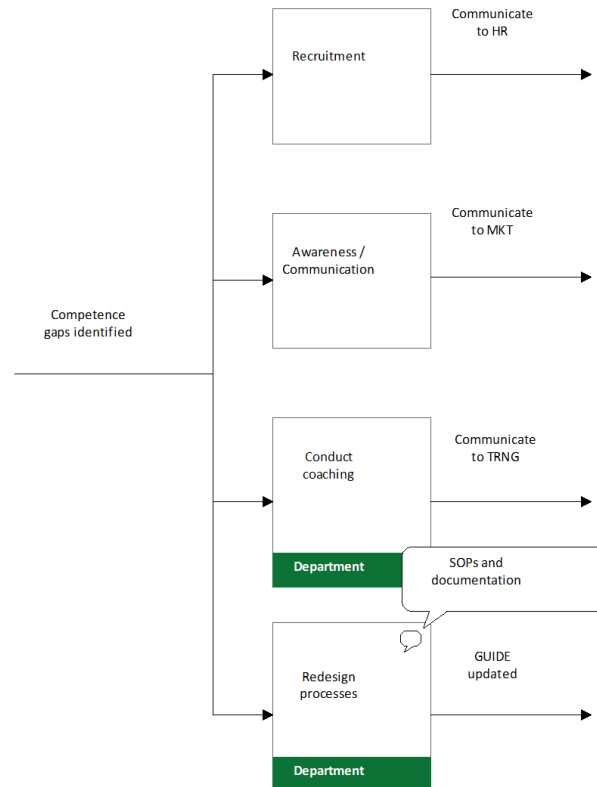 Communicate
to HR
Recruitment
Communicate
to MKT
Awareness /
Communication
Competence
gaps identified
Conduct
coaching
Communicate
to TRNG
Department
SOPs and
documentation
Redesign
processes
GUIDE
updated
Department